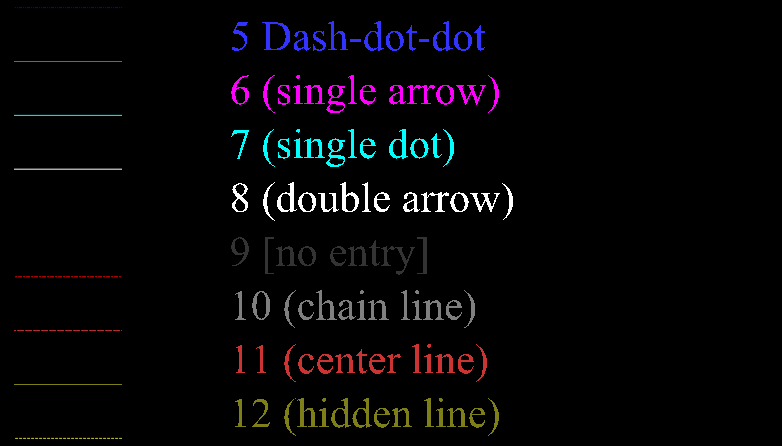 5 Dash-dot-dot
6 (single arrow)
7 (single dot)
8 (double arrow)
9 [no entry]
10 (chain line)
11 (center line)
12 (hidden line)